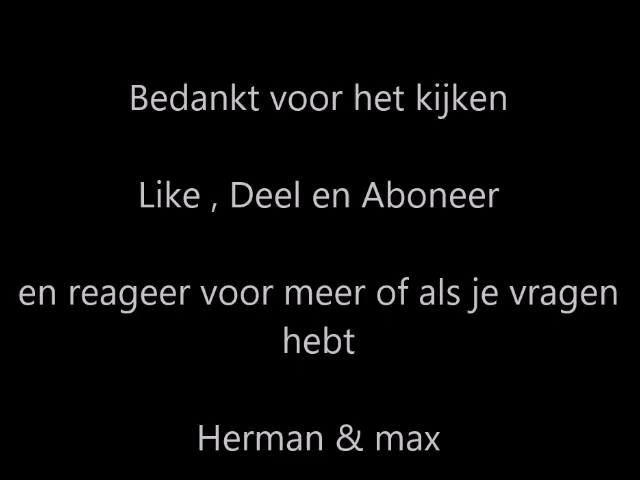 Bedankt voor het kijken
Like , Deel en Aboneer
en reageer voor meer of als je vragen
hebt
Herman & max